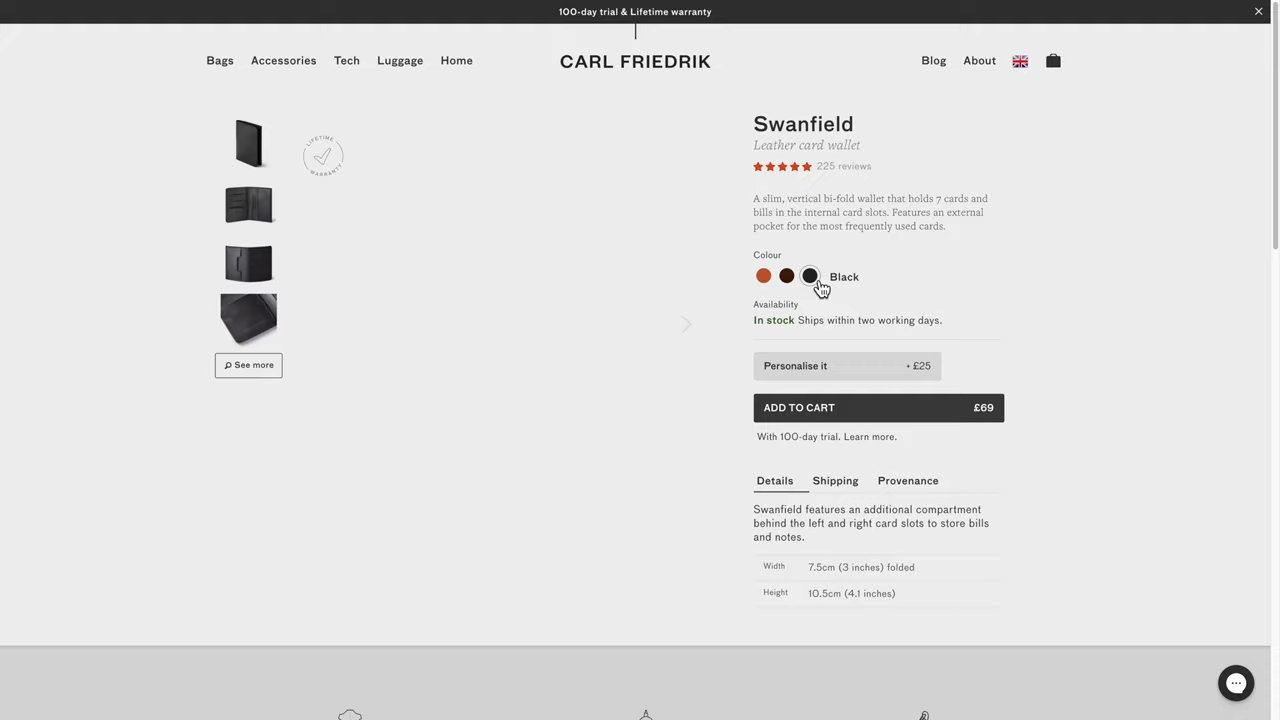 100-day trial & Lifetime warranty
Bags Accessories Tech Luggage Home
CARL FRIEDRIK
Blog About
LIFETIME
WARRANTY
See more
Swanfield
Leather card wallet
225 reviews
A slim, vertical bi-fold wallet that holds 7 cards and
bills in the internal card slots. Features an external
pocket for the most frequently used cards.
Colour
Black
Availability
In stock Ships within two working days.
Personalise it + £25
ADD TO CART £69
With 100-day trial. Learn more.
Details Shipping Provenance
Swanfield features an additional compartment
behind the left and right card slots to store bills
and notes.
Width 7.5cm (3 inches) folded
Height 10.5cm (4.1 inches)